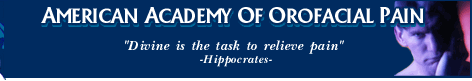 AMERICAN ACADEMY OF OROFACIAL PAIN
"Divine is the task to relieve pain"
-Hippocrates-